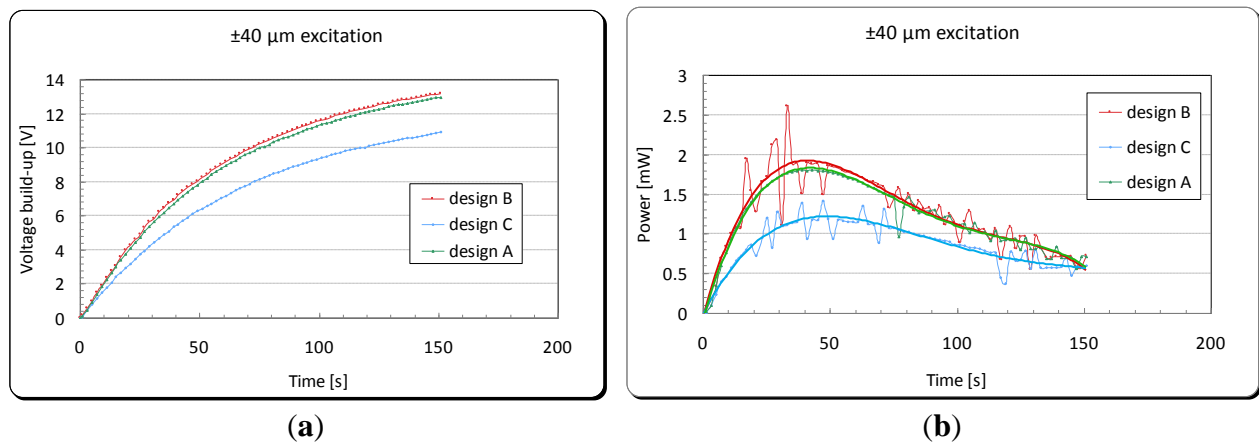 ±40 µm excitation
Voltage build-up [V]
14
12
10
8
6
4
2
0
0 50 100 150 200
Time [s]
design B
design C
design A
(a)
±40 µm excitation
Power [mW]
3
2.5
2
1.5
1
0.5
0
0 50 100 150 200
Time [s]
design B
design C
design A
(b)